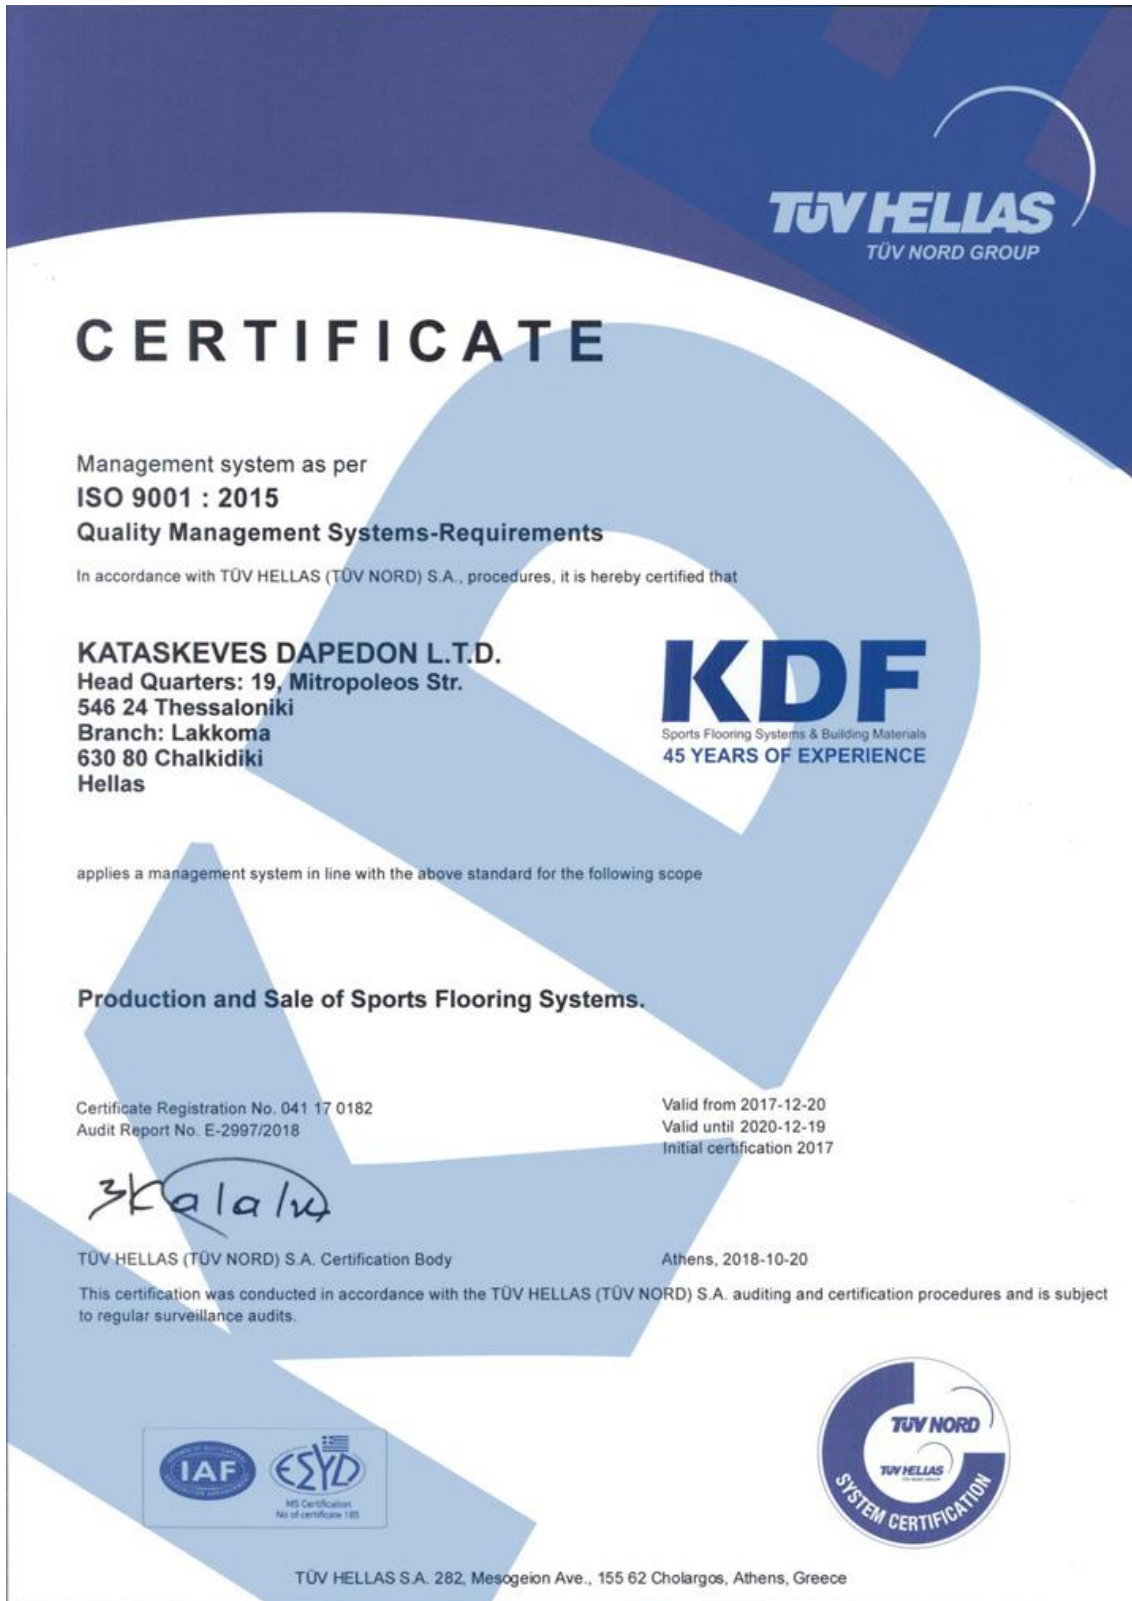 TÜV HELLAS
TÜV NORD GROUP
CERTIFICATE
Management system as per
ISO 9001 : 2015
Quality Management Systems-Requirements
In accordance with TÜV HELLAS (TÜV NORD) S.A., procedures, it is hereby certified that
KATASKEVES DAPEDON L.T.D.
Head Quarters: 19, Mitropoleos Str.
546 24 Thessaloniki
Branch: Lakkoma
630 80 Chalkidiki
Hellas
KDF
Sports Flooring Systems & Building Materials
45 YEARS OF EXPERIENCE
applies a management system in line with the above standard for the following scope
Production and Sale of Sports Flooring Systems.
Certificate Registration No. 041 17 0182
Audit Report No. E-2997/2018
Valid from 2017-12-20
Valid until 2020-12-19
Initial certification 2017
TÜV HELLAS (TÜV NORD) S.A. Certification Body
Athens, 2018-10-20
This certification was conducted in accordance with the TÜV HELLAS (TÜV NORD) S.A. auditing and certification procedures and is subject
to regular surveillance audits.
IAF
ΕΣΥD
MS Certification
No of certificate 185
TÜV NORD
TÜV HELLAS
SYSTEM CERTIFICATION
TÜV HELLAS S.A. 282, Mesogeion Ave., 155 62 Cholargos, Athens, Greece